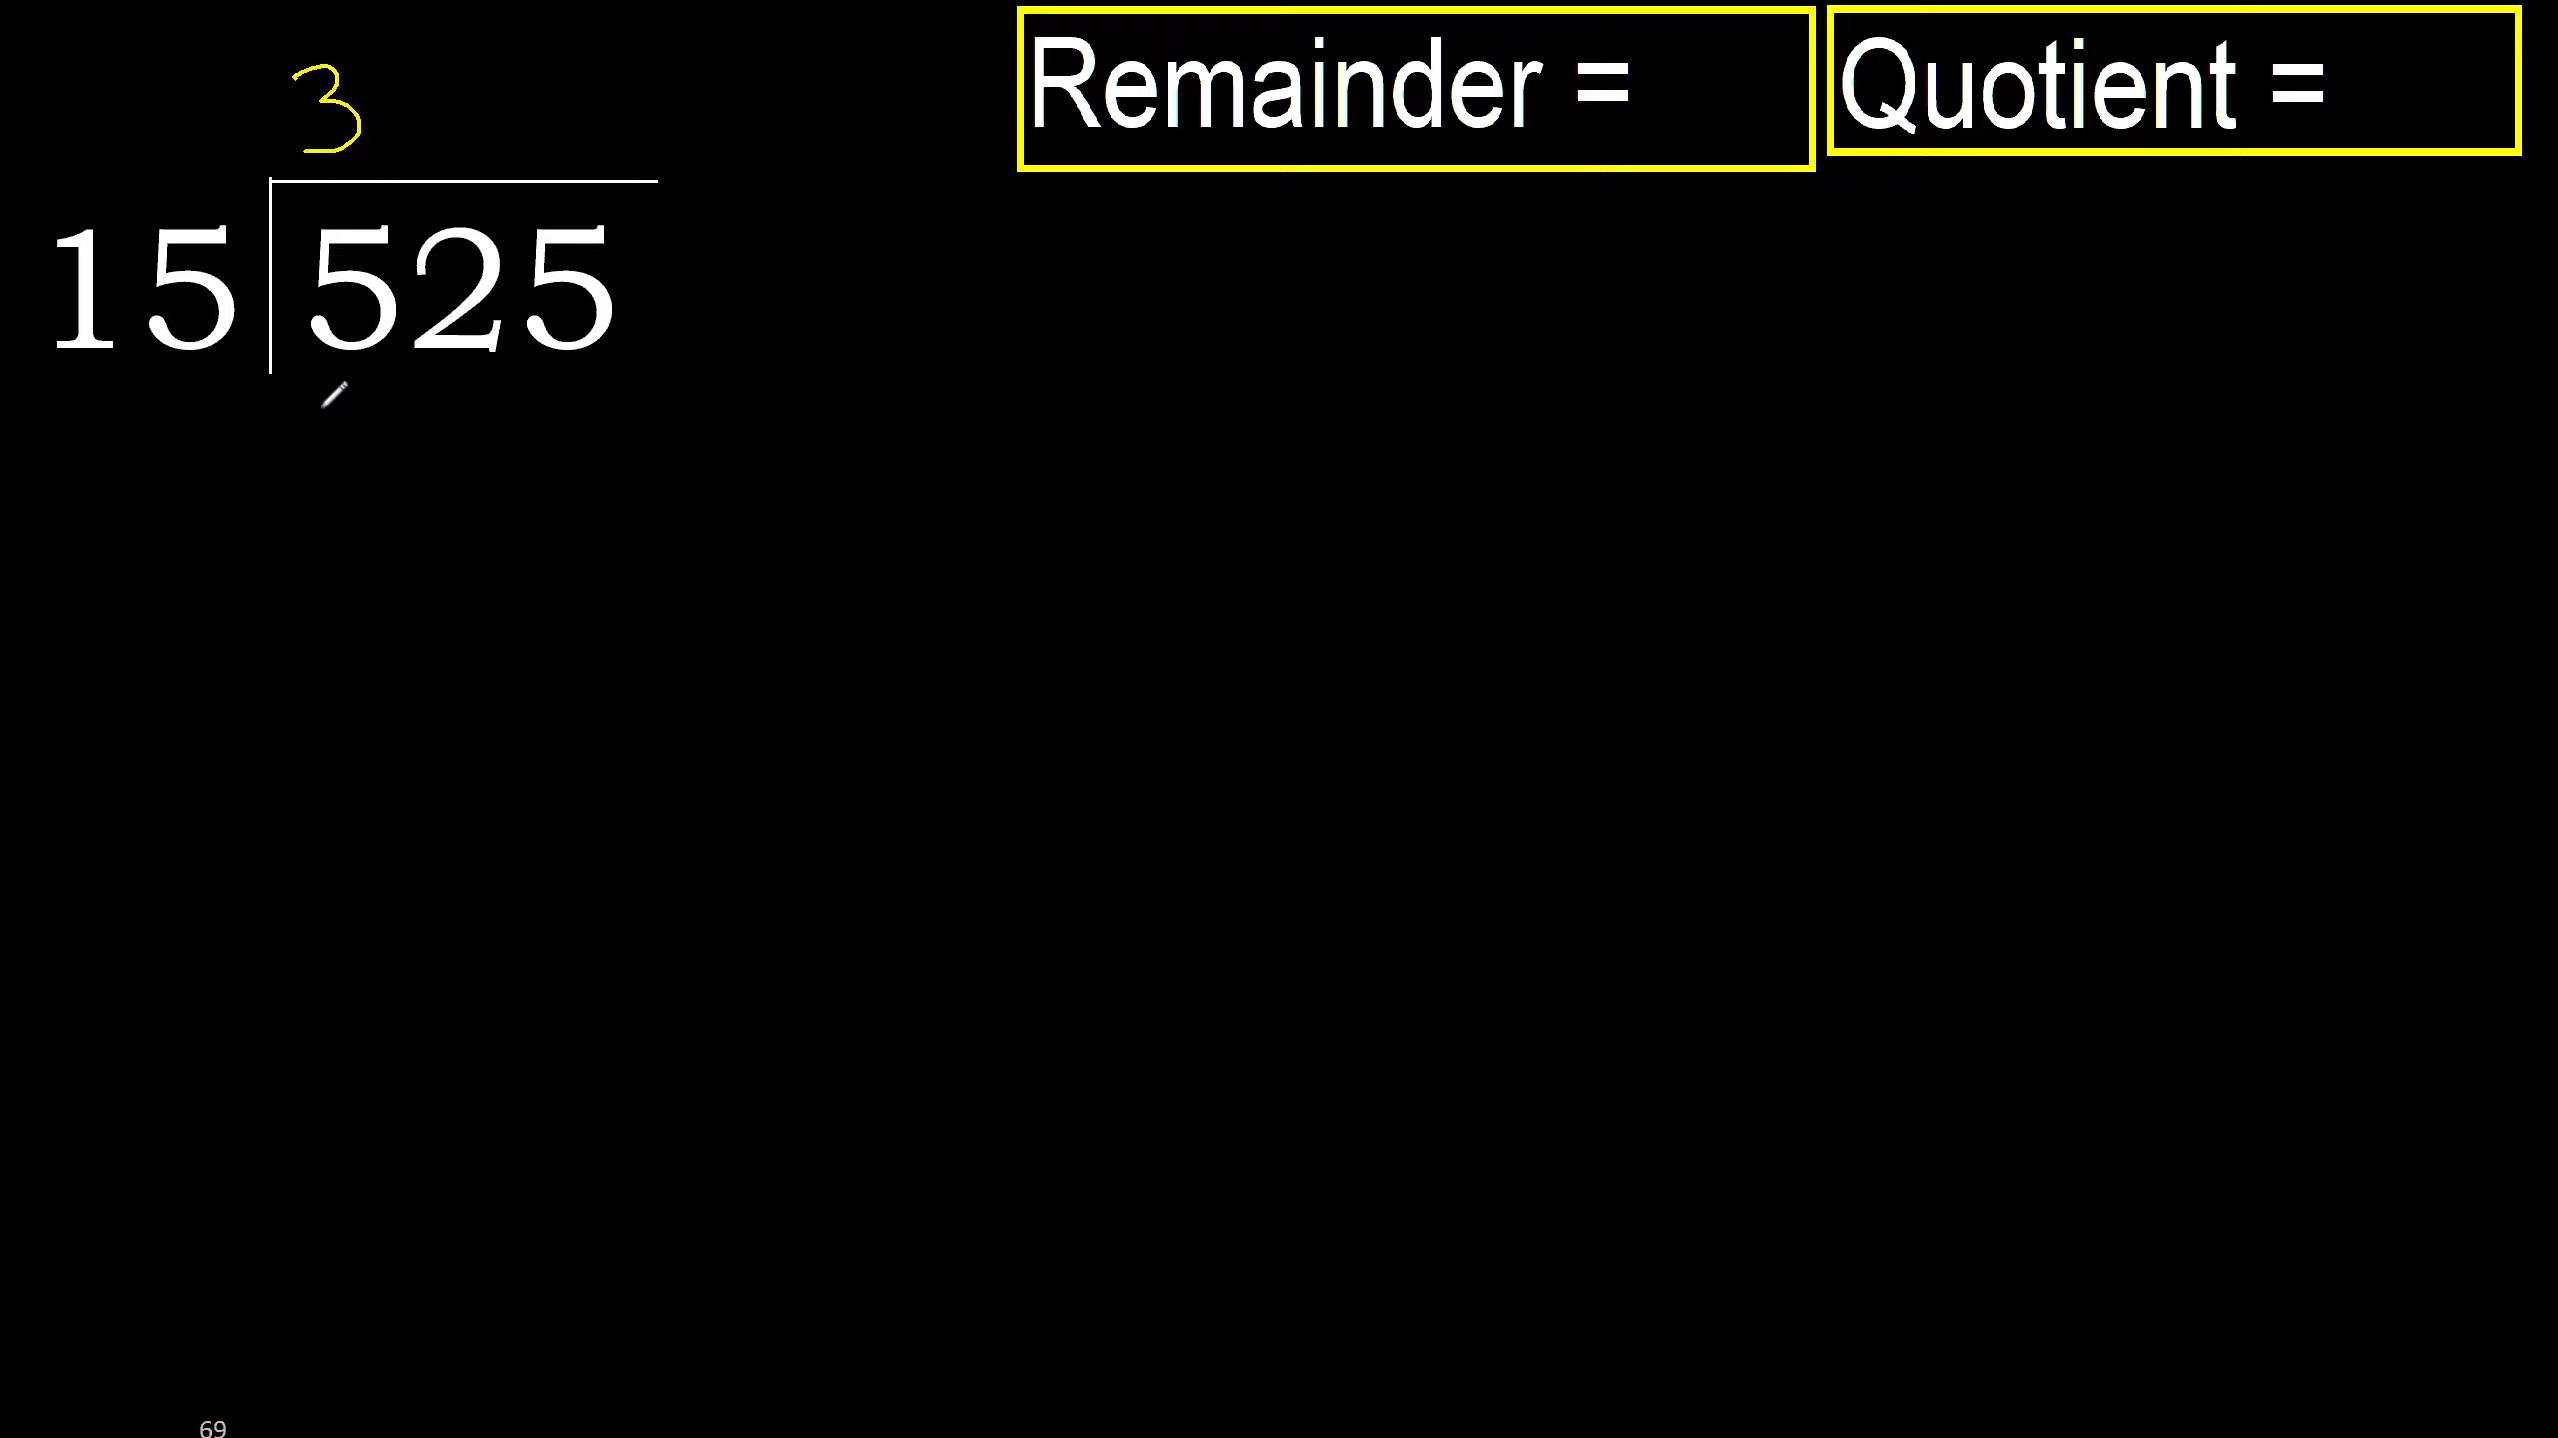 Remainder = Quotient =
3
15 525
69